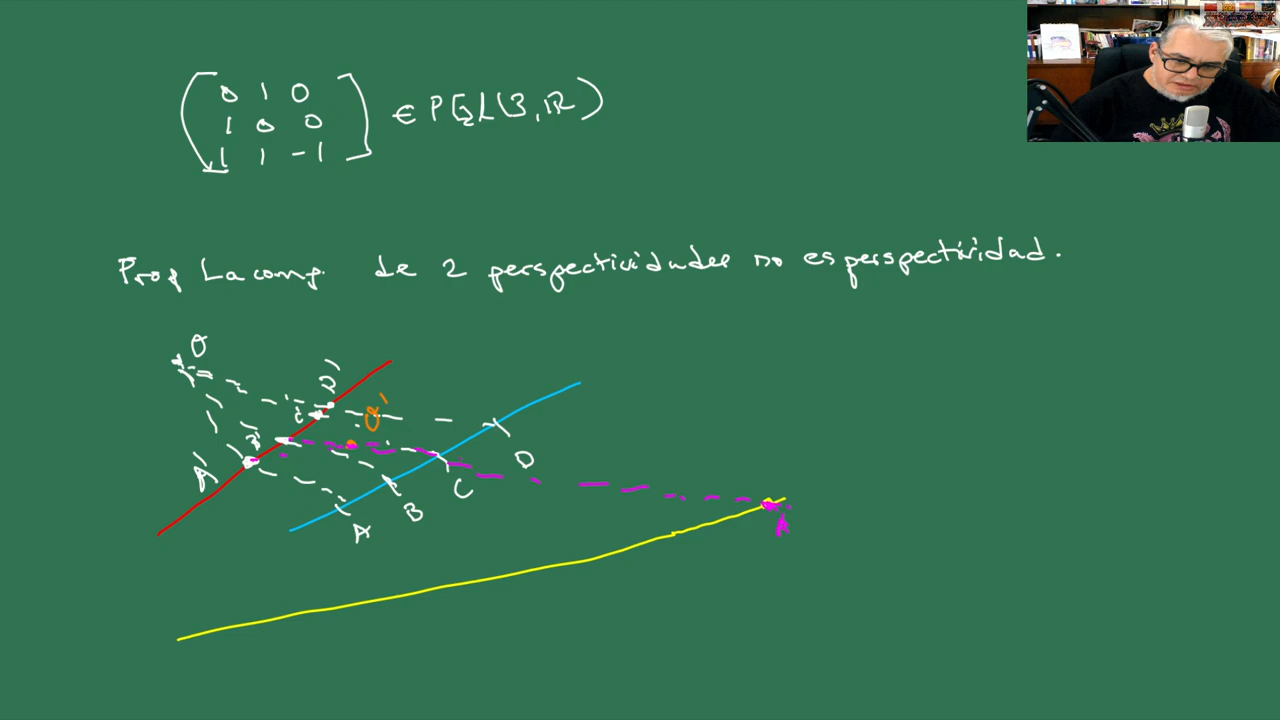 0 1 0
1 0 0 ∈ PGL(3, ℝ)
1 1 -1
Prop La comp. de 2 perspectividades no es perspectividad.
O
D'
C'
O'
B'
A'
D
C
B
A
A